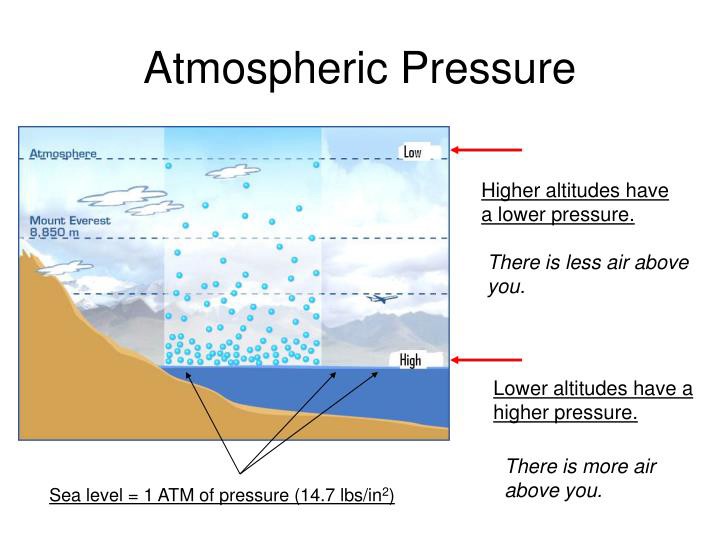 Atmospheric Pressure
Atmosphere
Low
Mount Everest
8,850 m
High
Higher altitudes have
a lower pressure.
There is less air above
you.
Lower altitudes have a
higher pressure.
There is more air
above you.
Sea level = 1 ATM of pressure (14.7 lbs/in²)